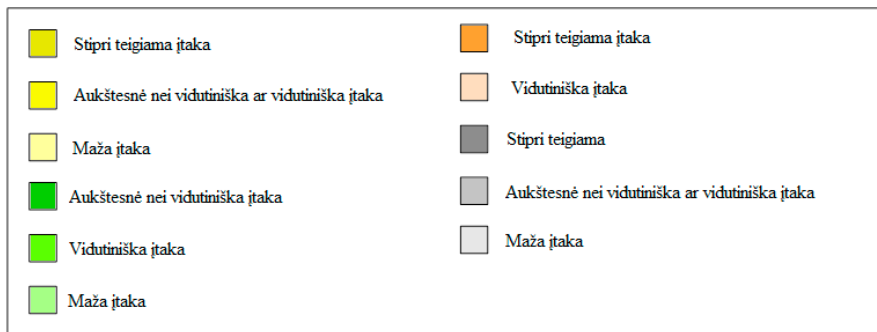 Stipri teigiama įtaka
Aukštesnė nei vidutiniška ar vidutiniška įtaka
Maža įtaka
Aukštesnė nei vidutiniška įtaka
Vidutiniška įtaka
Maža įtaka
Stipri teigiama įtaka
Vidutiniška įtaka
Stipri teigiama
Aukštesnė nei vidutiniška ar vidutiniška įtaka
Maža įtaka